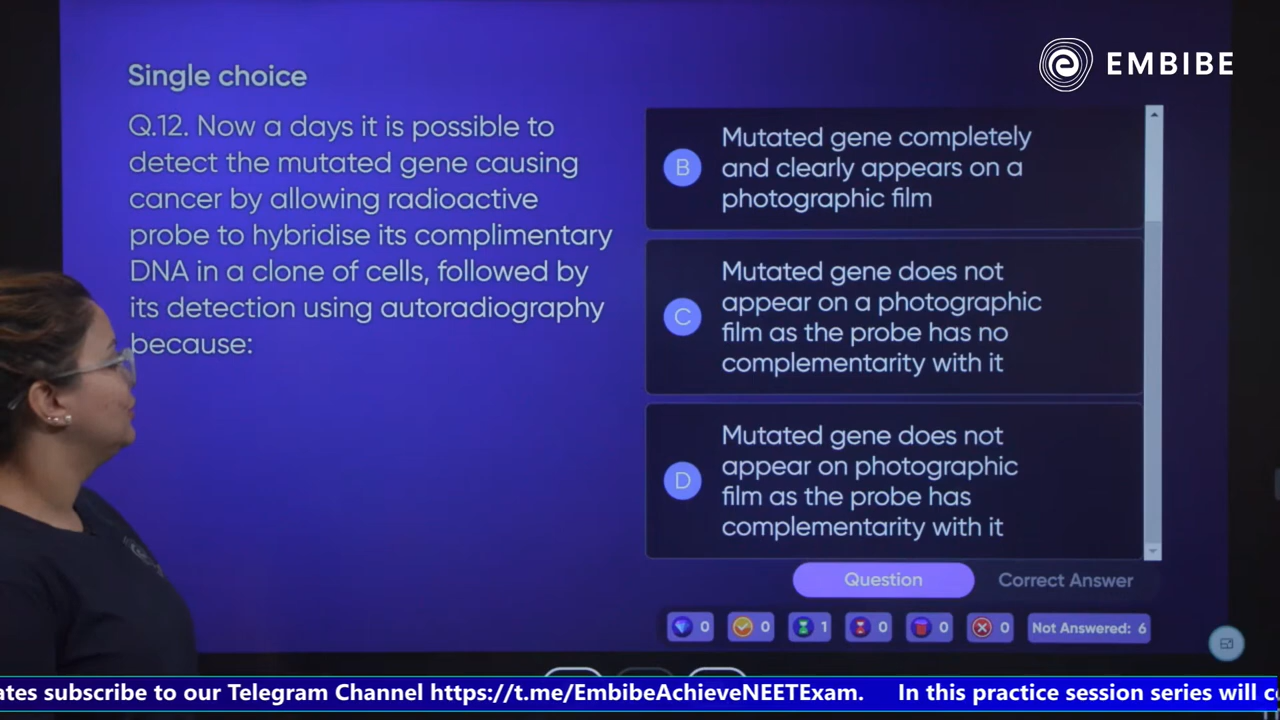 EMBIBE
Single choice
Q.12. Now a days it is possible to
detect the mutated gene causing
cancer by allowing radioactive
probe to hybridise its complimentary
DNA in a clone of cells, followed by
its detection using autoradiography
because:
B
Mutated gene completely
and clearly appears on a
photographic film
C
Mutated gene does not
appear on a photographic
film as the probe has no
complementarity with it
D
Mutated gene does not
appear on photographic
film as the probe has
complementarity with it
Question
Correct Answer
0
0
1
0
0
0
Not Answered: 6
ates subscribe to our Telegram Channel https://t.me/EmbibeAchieveNEETExam. In this practice session series will